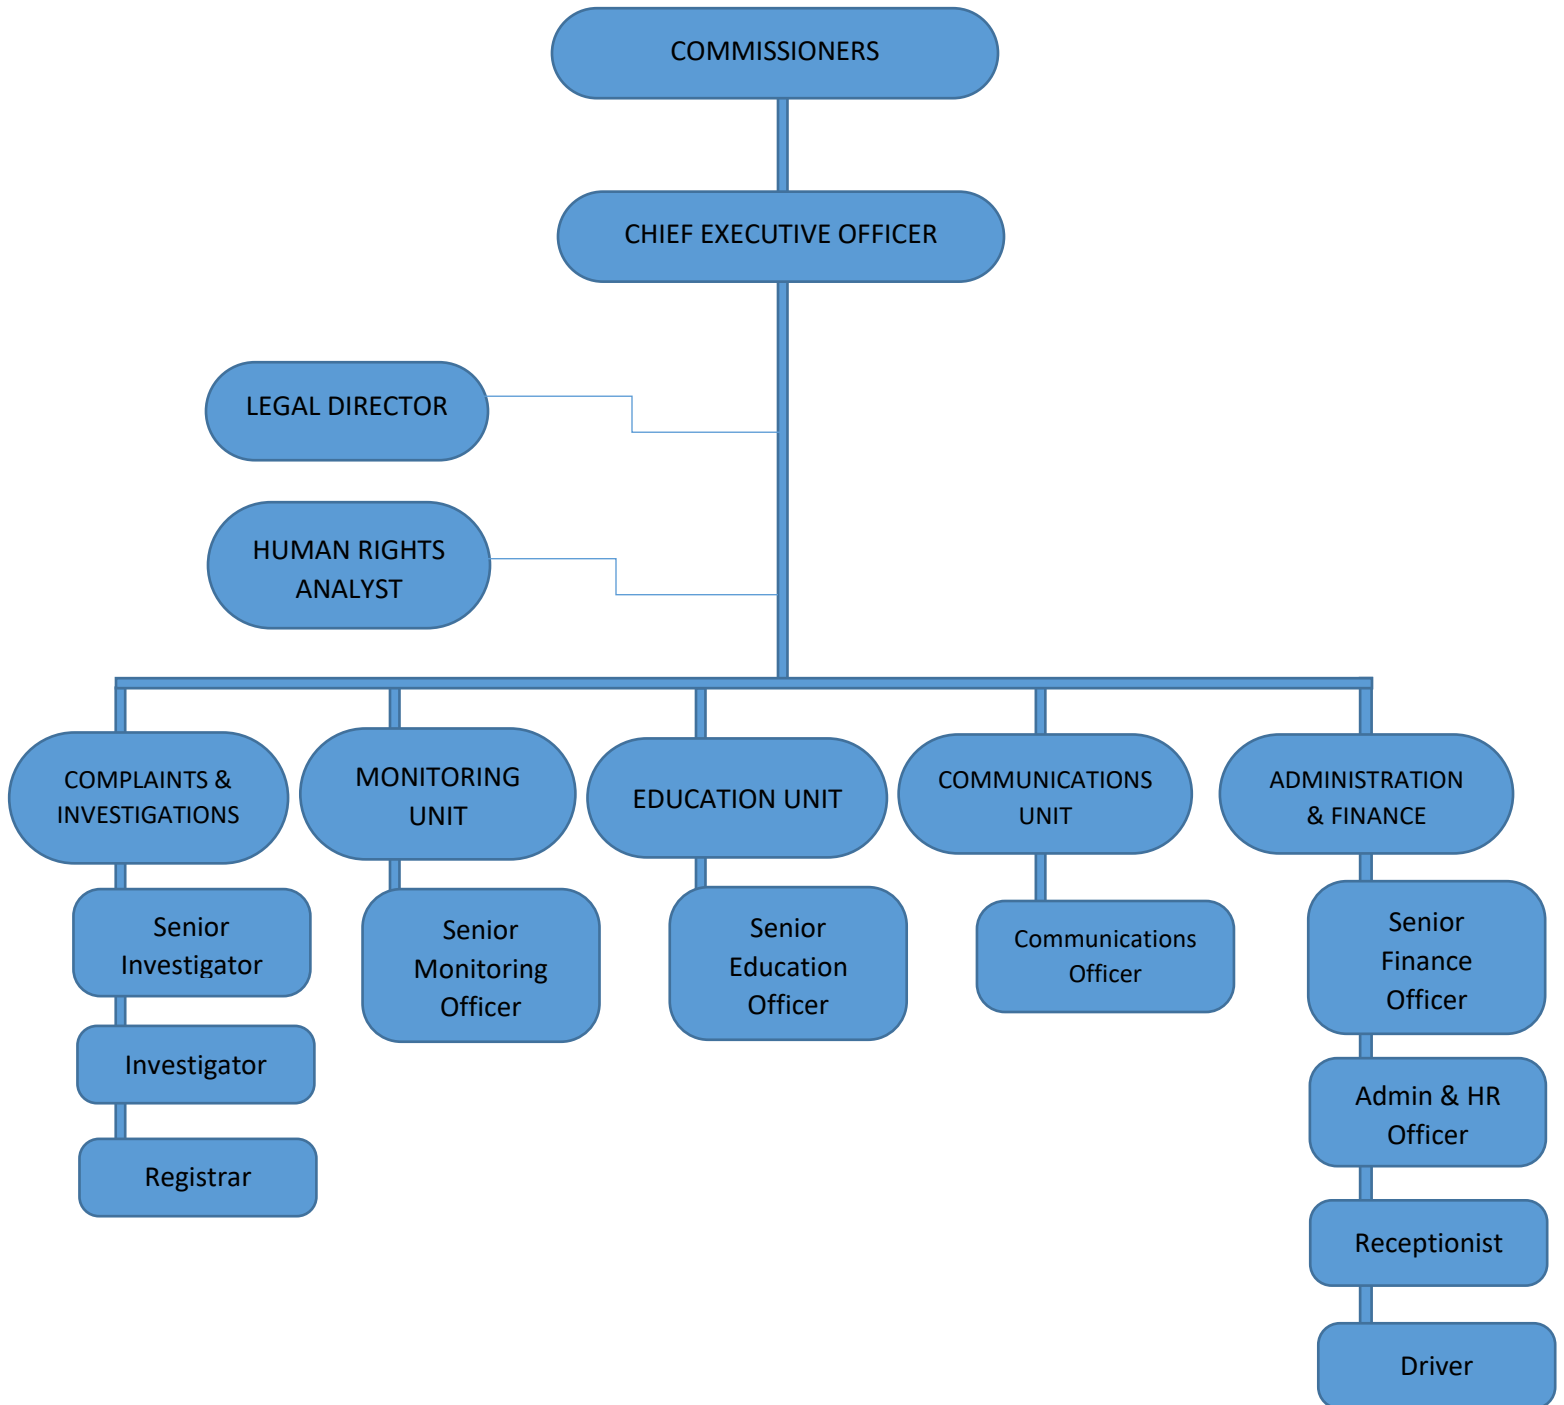 COMMISSIONERS
CHIEF EXECUTIVE OFFICER
LEGAL DIRECTOR
HUMAN RIGHTS
ANALYST
COMPLAINTS &
INVESTIGATIONS
MONITORING
UNIT
EDUCATION UNIT
COMMUNICATIONS
UNIT
ADMINISTRATION
& FINANCE
Senior
Investigator
Investigator
Registrar
Senior
Monitoring
Officer
Senior
Education
Officer
Communications
Officer
Senior
Finance
Officer
Admin & HR
Officer
Receptionist
Driver